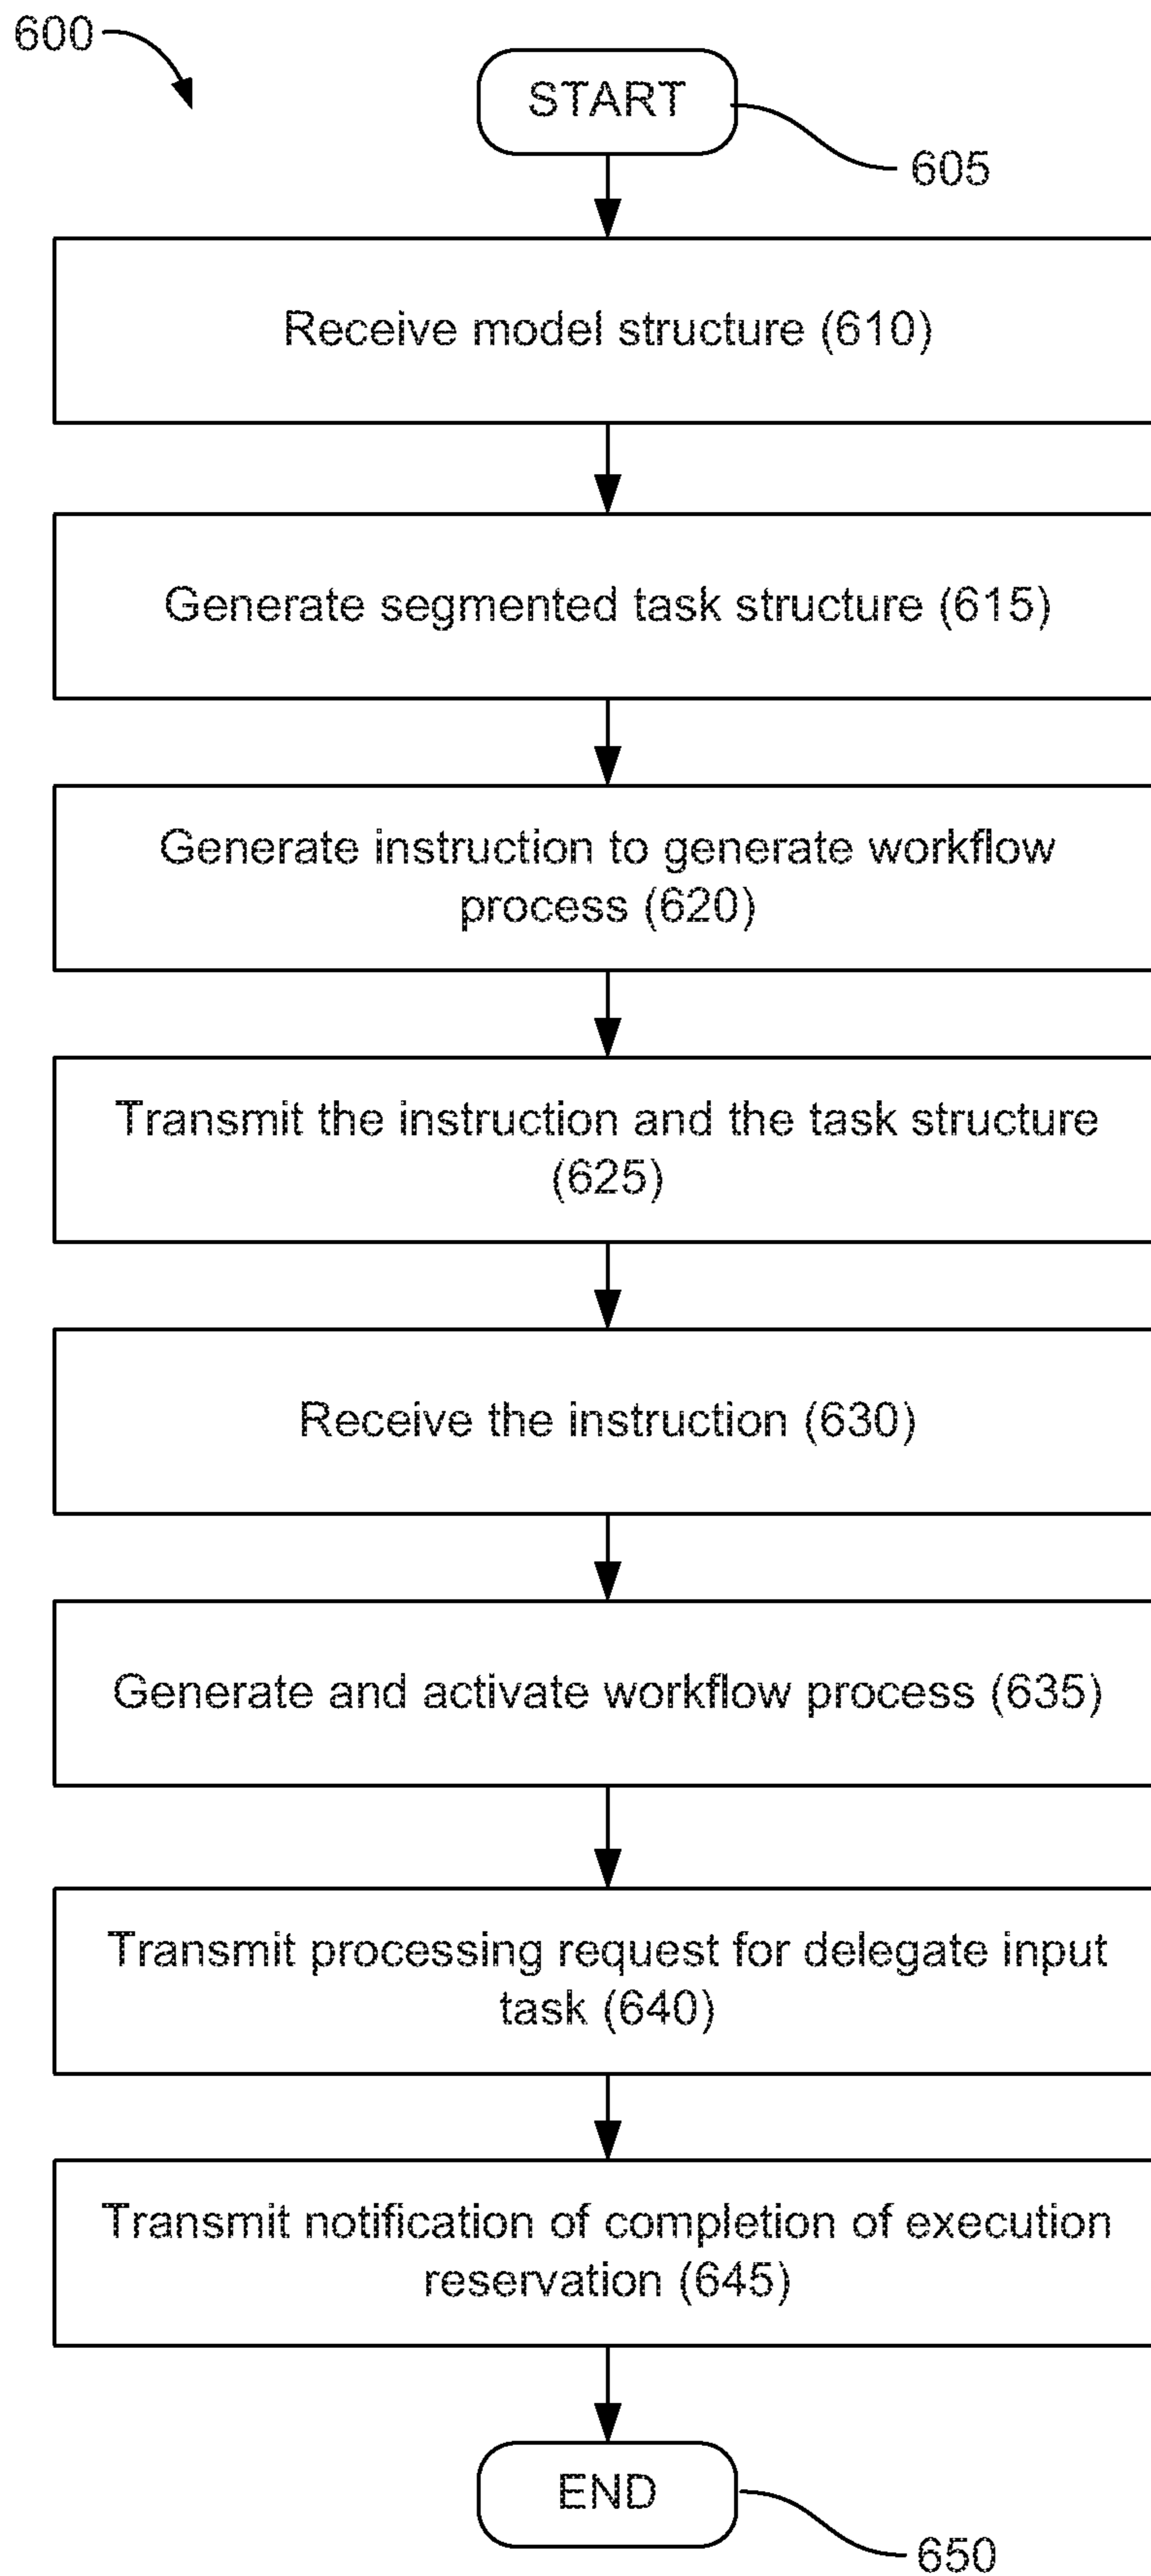 600
START
605
Receive model structure (610)
Generate segmented task structure (615)
Generate instruction to generate workflow
process (620)
Transmit the instruction and the task structure
(625)
Receive the instruction (630)
Generate and activate workflow process (635)
Transmit processing request for delegate input
task (640)
Transmit notification of completion of execution
reservation (645)
END
650